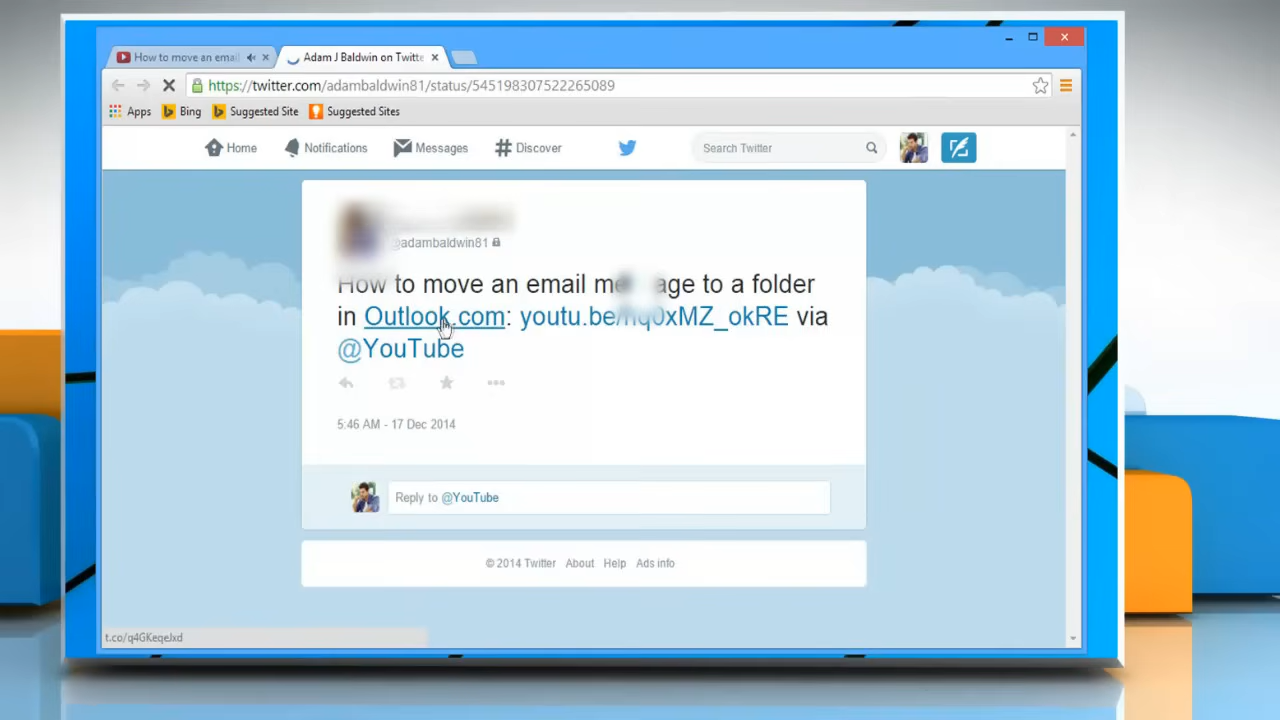 How to move an email
Adam J Baldwin on Twitte
https://twitter.com/adambaldwin81/status/545198307522265089
Apps Bing Suggested Site Suggested Sites
Home Notifications Messages Discover Search Twitter
@adambaldwin81
How to move an email me age to a folder
in Outlook.com: youtu.be/ q0xMZ_okRE via
@YouTube
5:46 AM - 17 Dec 2014
Reply to @YouTube
© 2014 Twitter About Help Ads info
t.co/q4GKeqeJxd